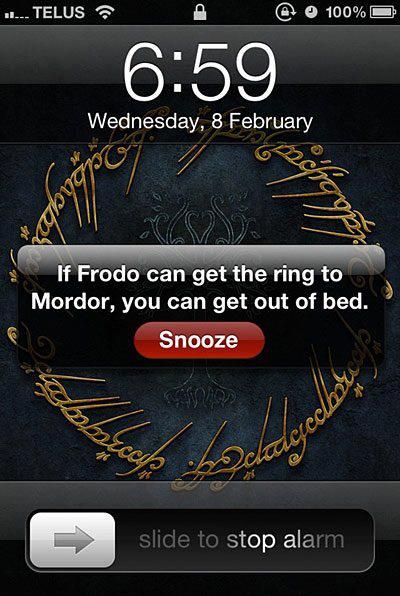 TELUS 100%
6:59
Wednesday, 8 February
If Frodo can get the ring to
Mordor, you can get out of bed.
Snooze
slide to stop alarm